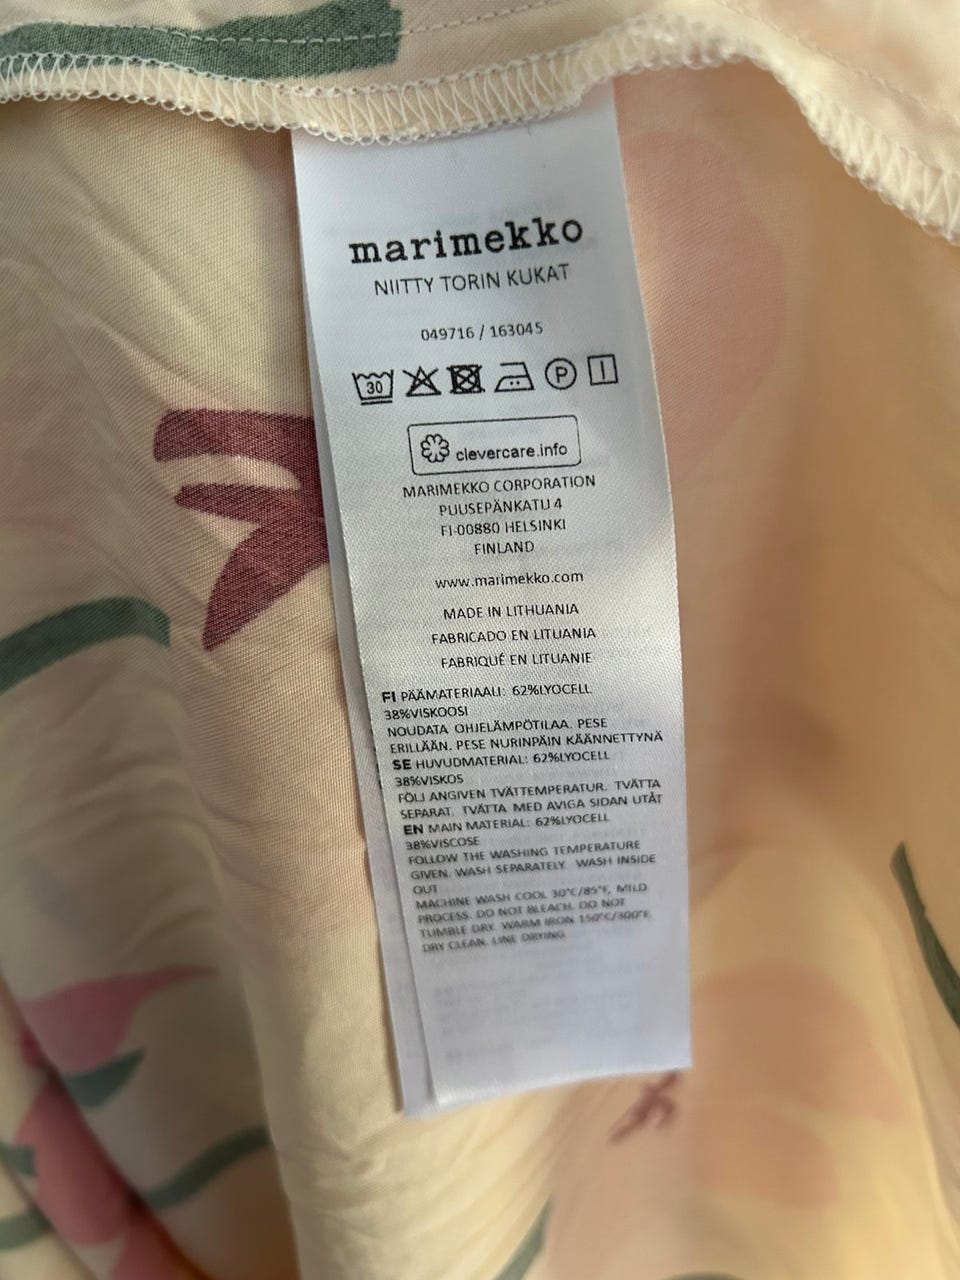 marimekko
NIITTY TORIN KUKAT
049716 / 163045
30 P
clevercare.info
MARIMEKKO CORPORATION
PUUSEPÄNKATU 4
FI-00880 HELSINKI
FINLAND
www.marimekko.com
MADE IN LITHUANIA
FABRICADO EN LITUANIA
FABRIQUÉ EN LITUANIE
FI PÄÄMATERIAALI: 62%LYOCELL
38%VISKOOSI
NOUDATA OHJELÄMPÖTILAA. PESE
ERILLÄÄN. PESE NURINPÄIN KÄÄNNETTYNÄ
SE HUVUDMATERIAL: 62%LYOCELL
38%VISKOS
FÖLJ ANGIVEN TVÄTTEMPERATUR. TVÄTTA
SEPARAT. TVÄTTA MED AVIGA SIDAN UTÅT
EN MAIN MATERIAL: 62%LYOCELL
38%VISCOSE
FOLLOW THE WASHING TEMPERATURE
GIVEN. WASH SEPARATELY WASH INSIDE
OUT
MACHINE WASH COOL 30°C/85°F, MILD
PROCESS. DO NOT BLEACH. DO NOT
TUMBLE DRY. WARM IRON 150°C/300°F.
DRY CLEAN. LINE DRYING.